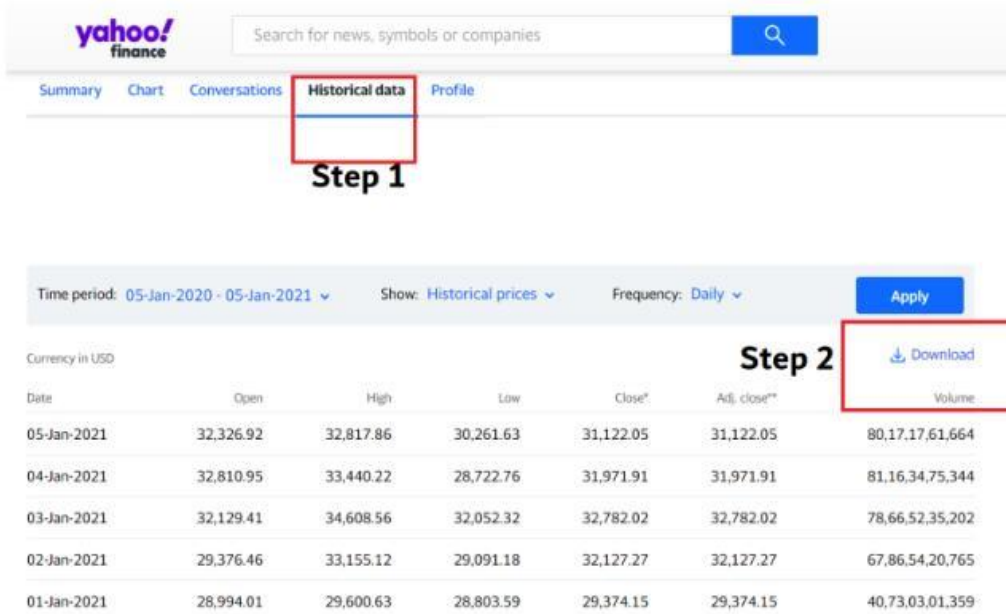 yahoo!
finance
Search for news, symbols or companies
Summary Chart Conversations Historical data Profile
Step 1
Time period: 05-Jan-2020 - 05-Jan-2021 Show: Historical prices Frequency: Daily Apply
Currency in USD Step 2 Download
Date Open High Low Close* Adj. close** Volume
05-Jan-2021 32,326.92 32,817.86 30,261.63 31,122.05 31,122.05 80,17,17,61,664
04-Jan-2021 32,810.95 33,440.22 28,722.76 31,971.91 31,971.91 81,16,34,75,344
03-Jan-2021 32,129.41 34,608.56 32,052.32 32,782.02 32,782.02 78,66,52,35,202
02-Jan-2021 29,376.46 33,155.12 29,091.18 32,127.27 32,127.27 67,86,54,20,765
01-Jan-2021 28,994.01 29,600.63 28,803.59 29,374.15 29,374.15 40,73,03,01,359